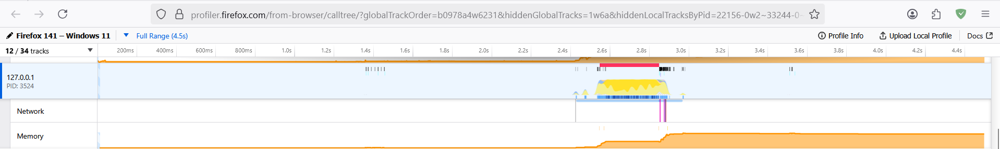 profiler.firefox.com/from-browser/calltree/?globalTrackOrder=b0978a4w6231&hiddenGlobalTracks=1w6a&hiddenLocalTracksByPid=22156-0w2~33244-0~
Firefox 141 – Windows 11 Full Range (4.5s) Profile Info Upload Local Profile Docs
12 / 34 tracks 200ms 400ms 600ms 800ms 1.0s 1.2s 1.4s 1.6s 1.8s 2.0s 2.2s 2.4s 2.6s 2.8s 3.0s 3.2s 3.4s 3.6s 3.8s 4.0s 4.2s 4.4s
127.0.0.1
PID: 3524
Network
Memory